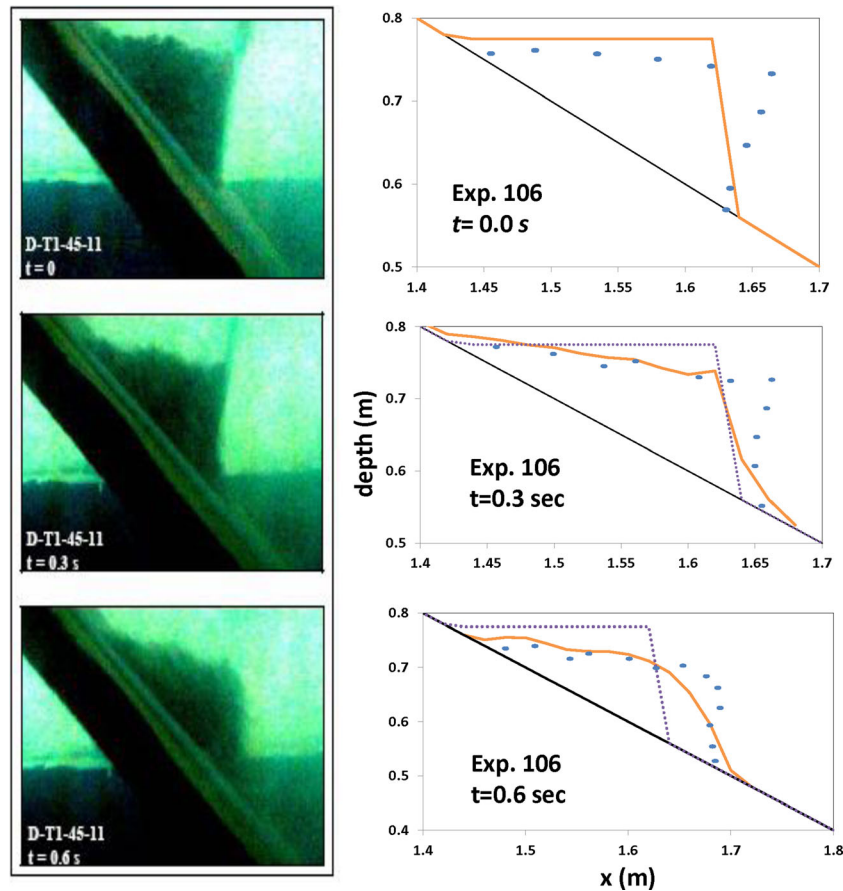 D-T1-45-11
t = 0
0.8
0.7
0.6
0.5
Exp. 106
t= 0.0 s
1.4
1.45
1.5
1.55
1.6
1.65
1.7
D-T1-45-11
t = 0.3 s
depth (m)
0.8
0.7
0.6
0.5
Exp. 106
t=0.3 sec
1.4
1.45
1.5
1.55
1.6
1.65
1.7
D-T1-45-11
t = 0.6 s
0.8
0.7
0.6
0.5
0.4
Exp. 106
t=0.6 sec
1.4
1.5
1.6
1.7
1.8
x (m)